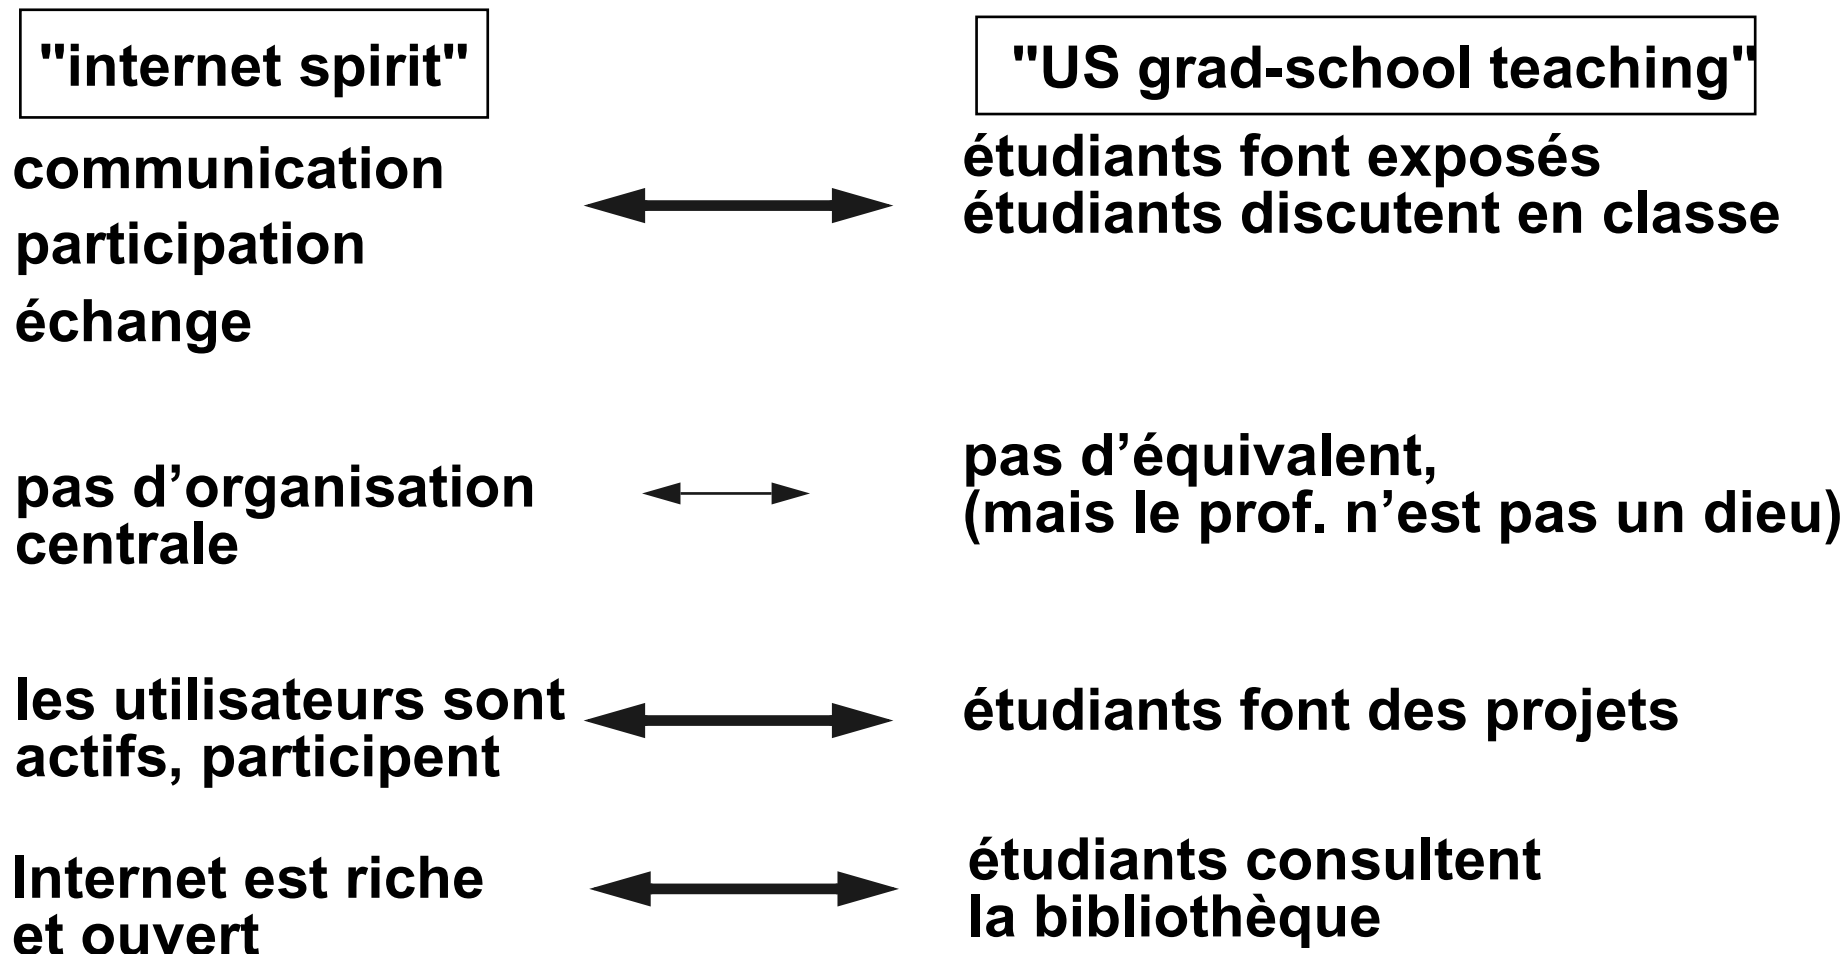 "internet spirit"
"US grad-school teaching"
communication
participation
échange
étudiants font exposés
étudiants discutent en classe
pas d’organisation
centrale
pas d’équivalent,
(mais le prof. n’est pas un dieu)
les utilisateurs sont
actifs, participent
étudiants font des projets
Internet est riche
et ouvert
étudiants consultent
la bibliothèque